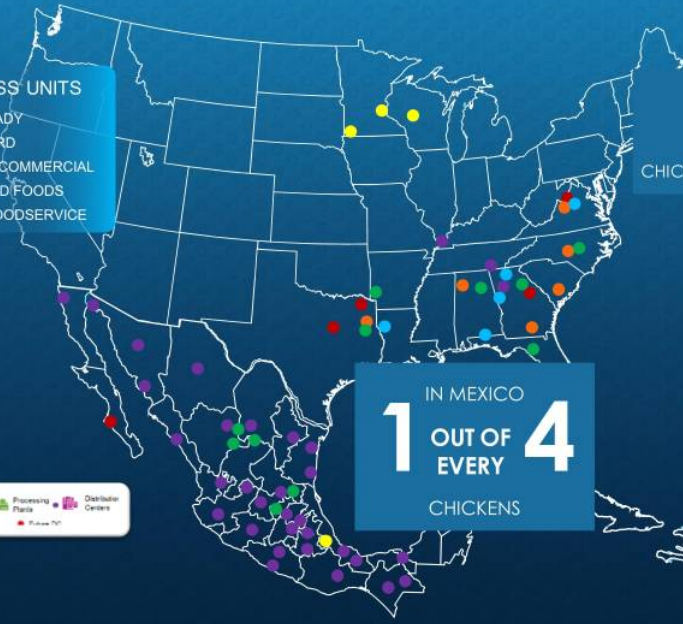 SS UNITS
ADY
RD
COMMERCIAL
D FOODS
OODSERVICE
CHIC
IN MEXICO
1 OUT OF EVERY 4
CHICKENS
Processing Plants
Distribution Centers